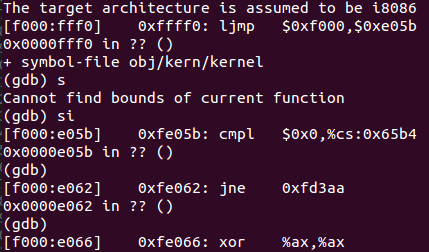 The target architecture is assumed to be i8086
[f000:fff0]    0xffff0: ljmp   $0xf000,$0xe05b
0x0000fff0 in ?? ()
+ symbol-file obj/kern/kernel
(gdb) s
Cannot find bounds of current function
(gdb) si
[f000:e05b]    0xfe05b: cmpl   $0x0,%cs:0x65b4
0x0000e05b in ?? ()
(gdb)
[f000:e062]    0xfe062: jne    0xfd3aa
0x0000e062 in ?? ()
(gdb)
[f000:e066]    0xfe066: xor    %ax,%ax